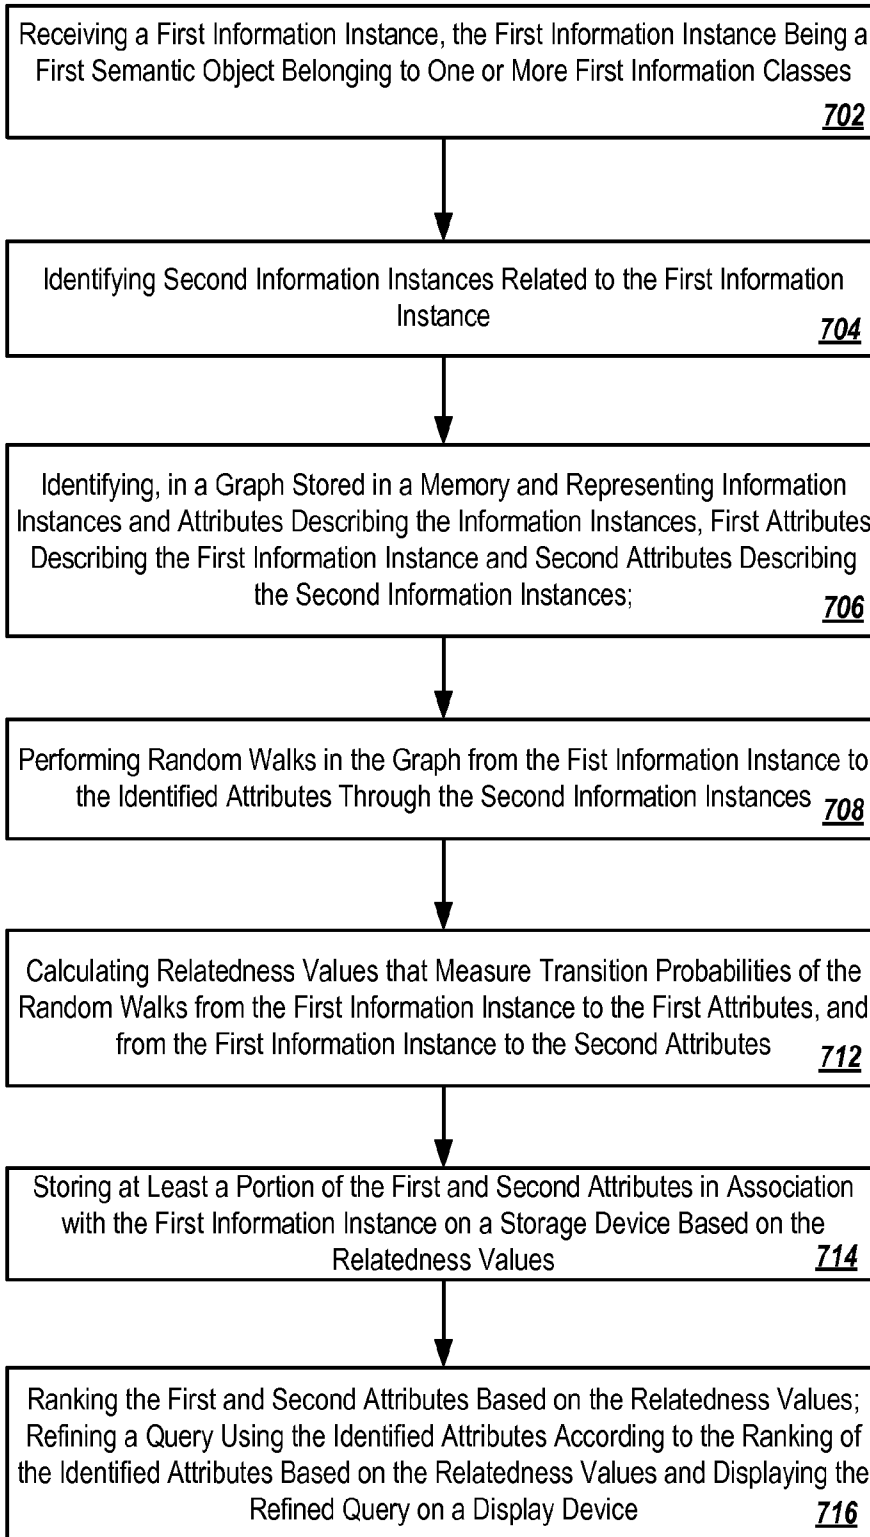 Receiving a First Information Instance, the First Information Instance Being a
First Semantic Object Belonging to One or More First Information Classes
702
Identifying Second Information Instances Related to the First Information
Instance
704
Identifying, in a Graph Stored in a Memory and Representing Information
Instances and Attributes Describing the Information Instances, First Attributes
Describing the First Information Instance and Second Attributes Describing
the Second Information Instances;
706
Performing Random Walks in the Graph from the Fist Information Instance to
the Identified Attributes Through the Second Information Instances
708
Calculating Relatedness Values that Measure Transition Probabilities of the
Random Walks from the First Information Instance to the First Attributes, and
from the First Information Instance to the Second Attributes
712
Storing at Least a Portion of the First and Second Attributes in Association
with the First Information Instance on a Storage Device Based on the
Relatedness Values
714
Ranking the First and Second Attributes Based on the Relatedness Values;
Refining a Query Using the Identified Attributes According to the Ranking of
the Identified Attributes Based on the Relatedness Values and Displaying the
Refined Query on a Display Device
716